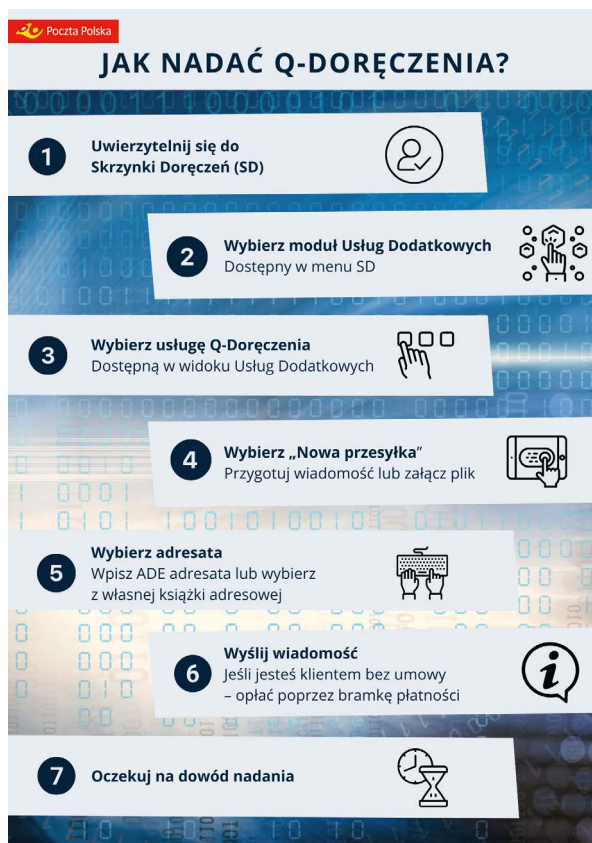 Poczta Polska
JAK NADAĆ Q-DORĘCZENIA?
1
Uwierzytelnij się do
Skrzynki Doręczeń (SD)
2
Wybierz moduł Usług Dodatkowych
Dostępny w menu SD
3
Wybierz usługę Q-Doręczenia
Dostępną w widoku Usług Dodatkowych
4
Wybierz „Nowa przesyłka”
Przygotuj wiadomość lub załącz plik
5
Wybierz adresata
Wpisz ADE adresata lub wybierz
z własnej książki adresowej
6
Wyślij wiadomość
Jeśli jesteś klientem bez umowy
– opłać poprzez bramkę płatności
7
Oczekuj na dowód nadania